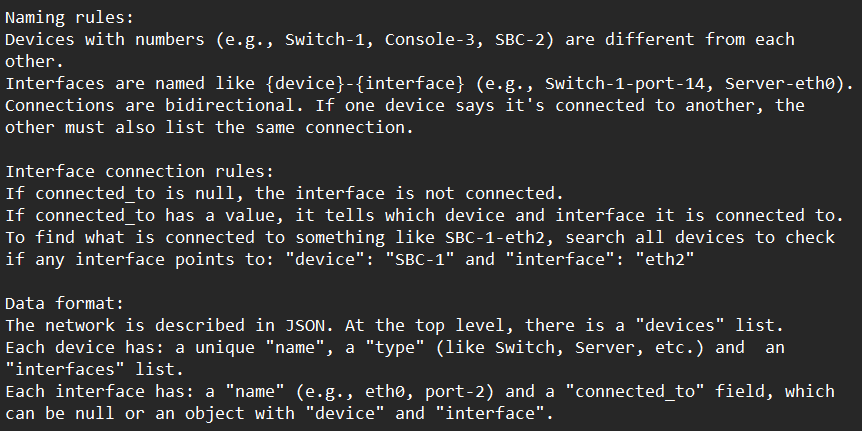 Naming rules:
Devices with numbers (e.g., Switch-1, Console-3, SBC-2) are different from each
other.
Interfaces are named like {device}-{interface} (e.g., Switch-1-port-14, Server-eth0).
Connections are bidirectional. If one device says it's connected to another, the
other must also list the same connection.

Interface connection rules:
If connected_to is null, the interface is not connected.
If connected_to has a value, it tells which device and interface it is connected to.
To find what is connected to something like SBC-1-eth2, search all devices to check
if any interface points to: "device": "SBC-1" and "interface": "eth2"

Data format:
The network is described in JSON. At the top level, there is a "devices" list.
Each device has: a unique "name", a "type" (like Switch, Server, etc.) and  an
"interfaces" list.
Each interface has: a "name" (e.g., eth0, port-2) and a "connected_to" field, which
can be null or an object with "device" and "interface".